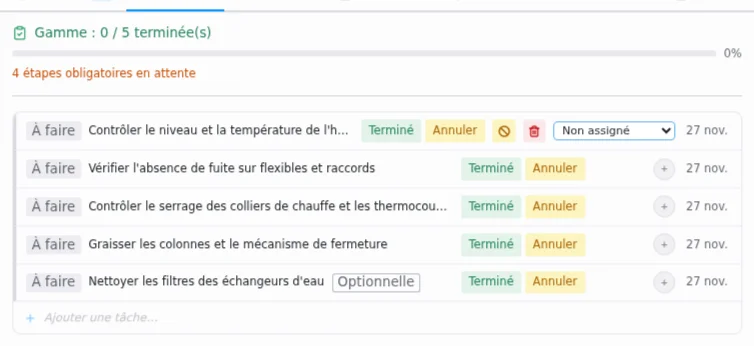 Gamme : 0 / 5 terminée(s)
0%
4 étapes obligatoires en attente
À faire Contrôler le niveau et la température de l'h... Terminé Annuler Non assigné 27 nov.
À faire Vérifier l'absence de fuite sur flexibles et raccords Terminé Annuler + 27 nov.
À faire Contrôler le serrage des colliers de chauffe et les thermocou... Terminé Annuler + 27 nov.
À faire Graisser les colonnes et le mécanisme de fermeture Terminé Annuler + 27 nov.
À faire Nettoyer les filtres des échangeurs d'eau Optionnelle Terminé Annuler + 27 nov.
+ Ajouter une tâche...